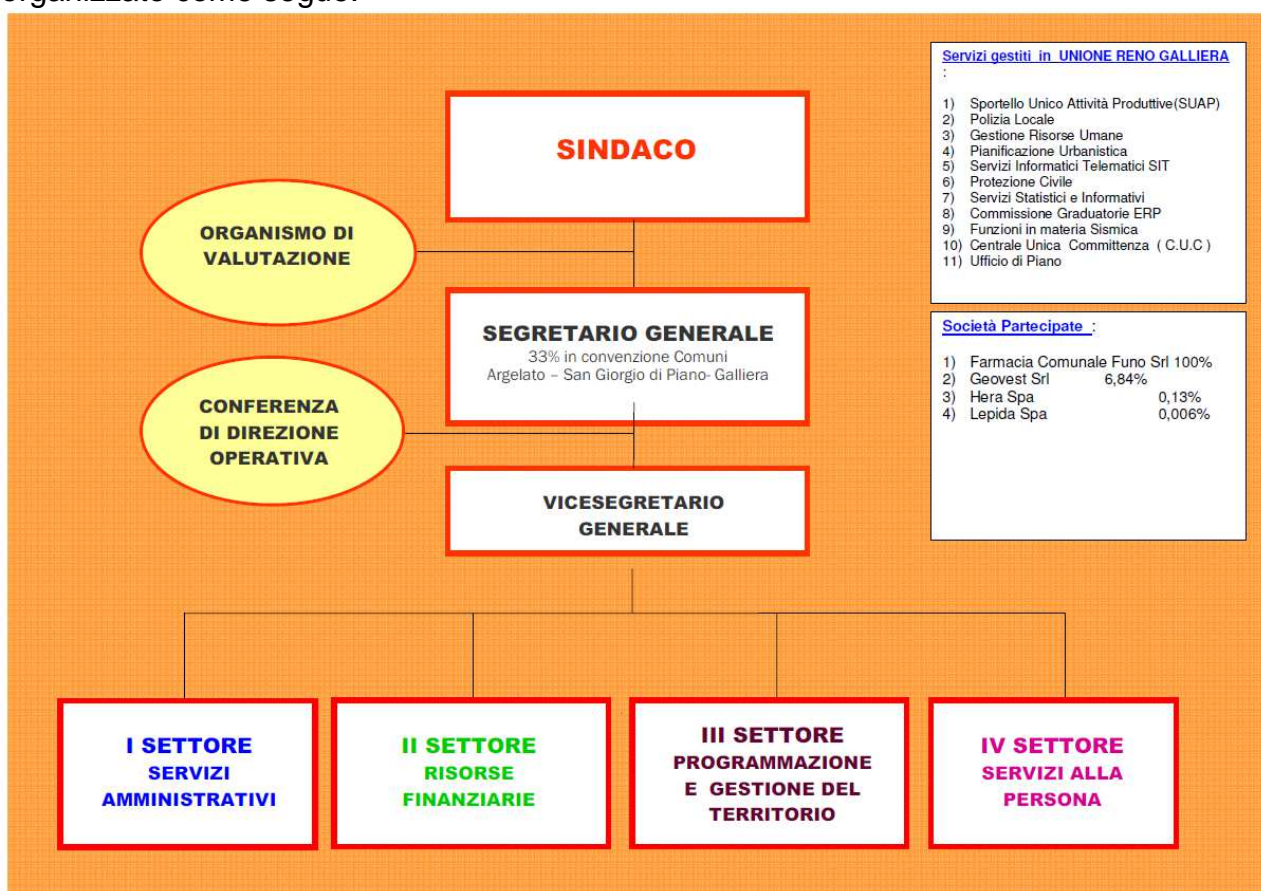 organizzato come segue:
SINDACO
ORGANISMO DI
VALUTAZIONE
SEGRETARIO GENERALE
33% in convenzione Comuni
Argelato – San Giorgio di Piano- Galliera
CONFERENZA
DI DIREZIONE
OPERATIVA
VICESEGRETARIO
GENERALE
I SETTORE
SERVIZI
AMMINISTRATIVI
II SETTORE
RISORSE
FINANZIARIE
III SETTORE
PROGRAMMAZIONE
E GESTIONE DEL
TERRITORIO
IV SETTORE
SERVIZI ALLA
PERSONA
Servizi gestiti in UNIONE RENO GALLIERA
:
1) Sportello Unico Attività Produttive(SUAP)
2) Polizia Locale
3) Gestione Risorse Umane
4) Pianificazione Urbanistica
5) Servizi Informatici Telematici SIT
6) Protezione Civile
7) Servizi Statistici e Informativi
8) Commissione Graduatorie ERP
9) Funzioni in materia Sismica
10) Centrale Unica Committenza ( C.U.C )
11) Ufficio di Piano
Società Partecipate :
1) Farmacia Comunale Funo Srl 100%
2) Geovest Srl 6,84%
3) Hera Spa 0,13%
4) Lepida Spa 0,006%